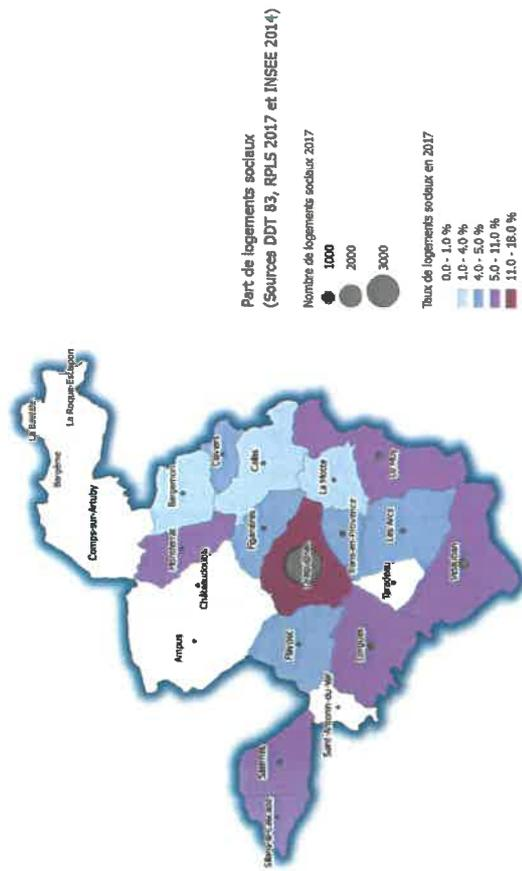 Part de logements sociaux
(Sources DDT 83, RPLS 2017 et INSEE 2014)
Nombre de logements sociaux 2017
1000
2000
3000
Taux de logements sociaux en 2017
0.0 - 1.0 %
1.0 - 4.0 %
4.0 - 5.0 %
5.0 - 11.0 %
11.0 - 18.0 %
La Bastide
La Roque-Esclapon
Bargème
Comps-sur-Artuby
Bargemon
Claviers
Montferrat
Callas
Châteaudouble
Figanières
La Motte
Le Muy
Ampus
Trans-en-Provence
Les Arcs
Flayosc
Taradeau
Vidauban
Lorgues
Saint-Antonin-du-Var
Salernes